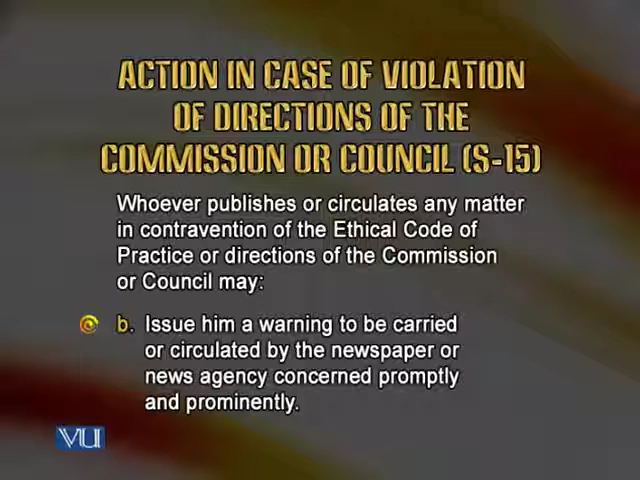 ACTION IN CASE OF VIOLATION
OF DIRECTIONS OF THE
COMMISSION OR COUNCIL (S-15)
Whoever publishes or circulates any matter
in contravention of the Ethical Code of
Practice or directions of the Commission
or Council may:
b. Issue him a warning to be carried
or circulated by the newspaper or
news agency concerned promptly
and prominently.
VU